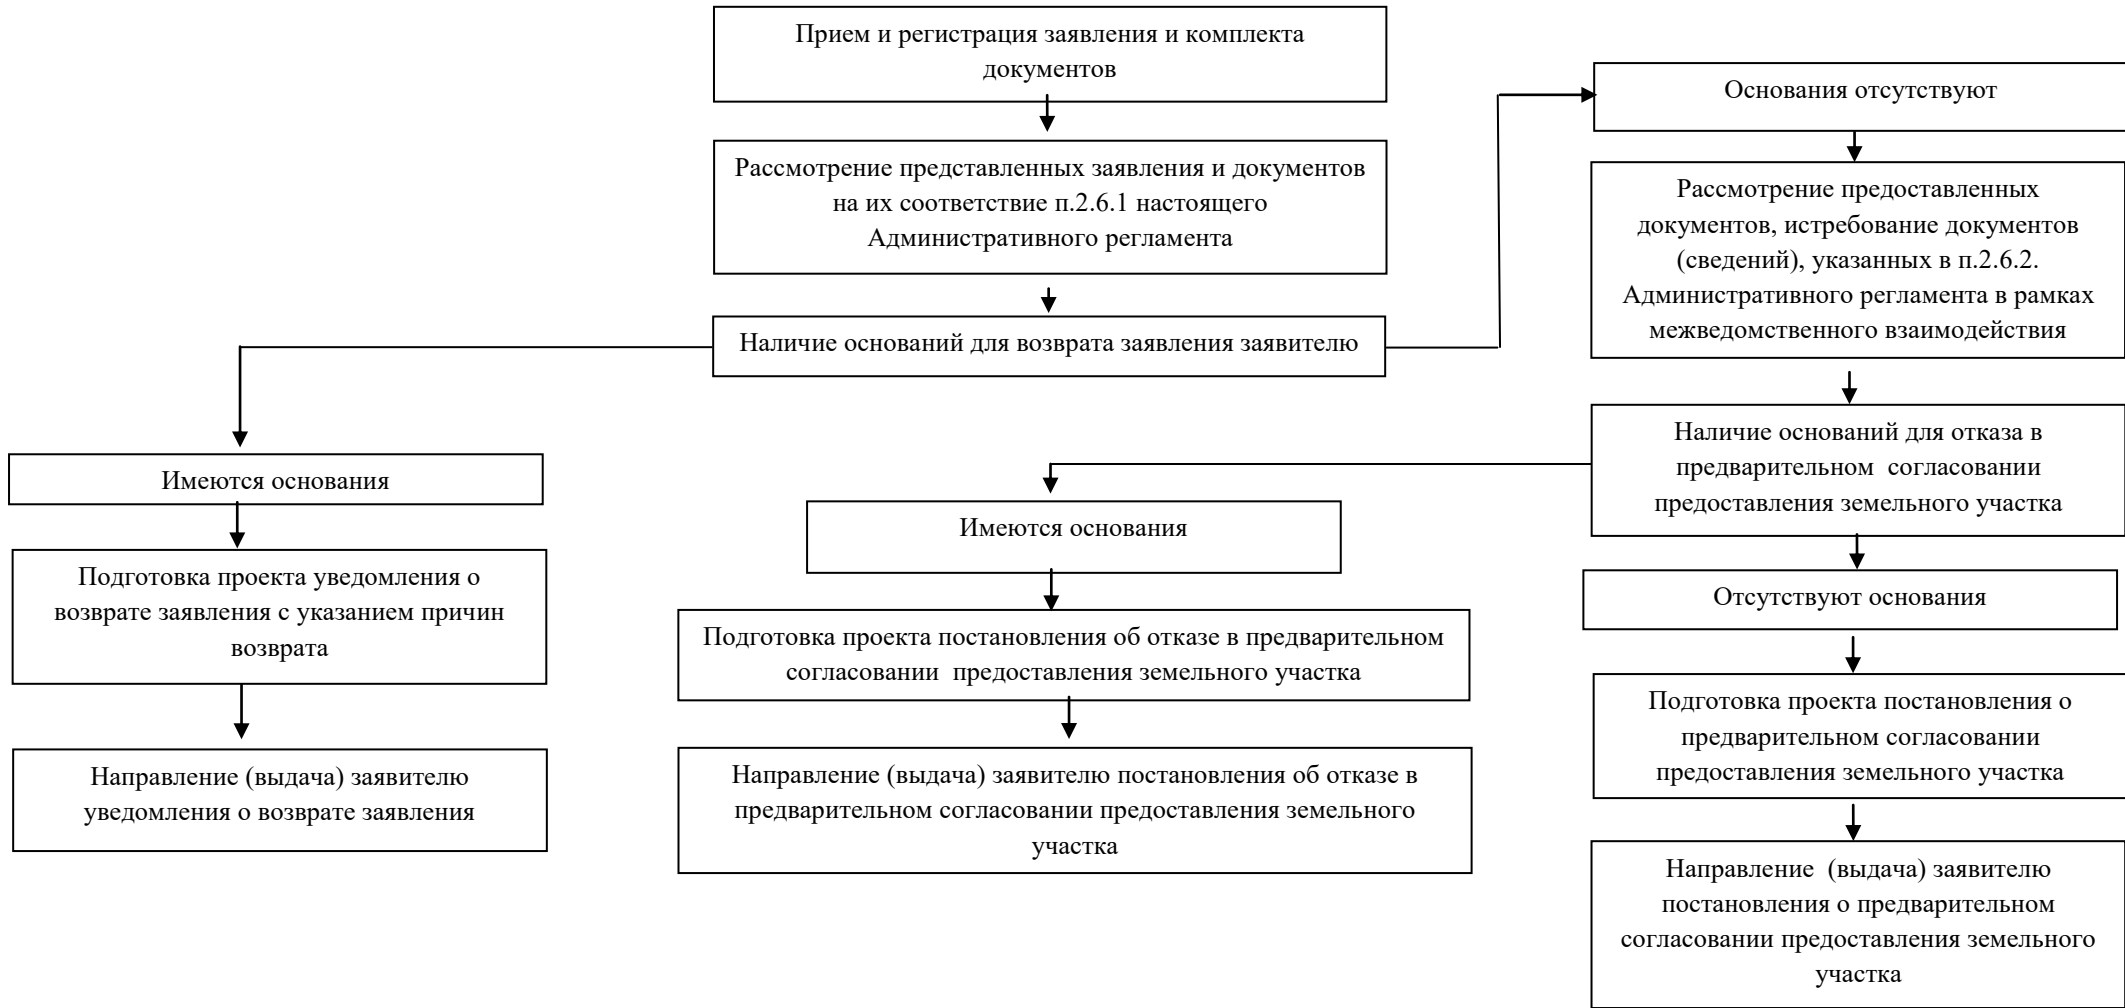 Прием и регистрация заявления и комплекта
документов
Рассмотрение представленных заявления и документов
на их соответствие п.2.6.1 настоящего
Административного регламента
Наличие оснований для возврата заявления заявителю
Основания отсутствуют
Рассмотрение предоставленных
документов, истребование документов
(сведений), указанных в п.2.6.2.
Административного регламента в рамках
межведомственного взаимодействия
Наличие оснований для отказа в
предварительном согласовании
предоставления земельного участка
Имеются основания
Подготовка проекта уведомления о
возврате заявления с указанием причин
возврата
Направление (выдача) заявителю
уведомления о возврате заявления
Имеются основания
Подготовка проекта постановления об отказе в предварительном
согласовании предоставления земельного участка
Направление (выдача) заявителю постановления об отказе в
предварительном согласовании предоставления земельного
участка
Отсутствуют основания
Подготовка проекта постановления о
предварительном согласовании
предоставления земельного участка
Направление (выдача) заявителю
постановления о предварительном
согласовании предоставления земельного
участка